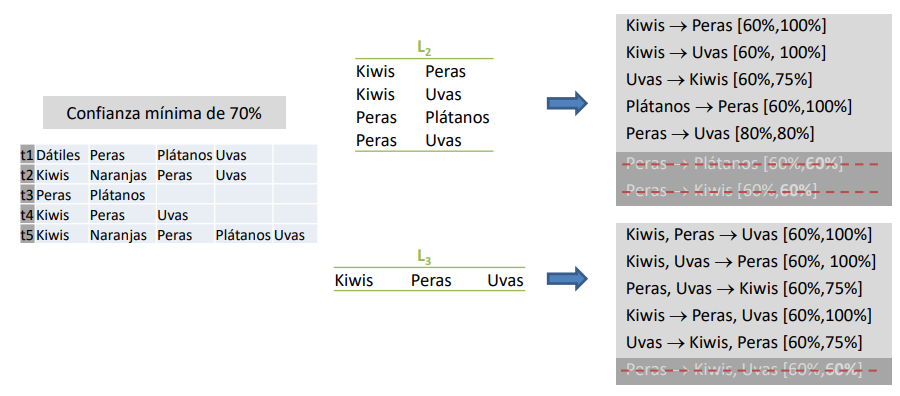 Confianza mínima de 70%
t1 Dátiles Peras Plátanos Uvas
t2 Kiwis Naranjas Peras Uvas
t3 Peras Plátanos
t4 Kiwis Peras Uvas
t5 Kiwis Naranjas Peras Plátanos Uvas
L2
Kiwis Peras
Kiwis Uvas
Peras Plátanos
Peras Uvas
Kiwis → Peras [60%,100%]
Kiwis → Uvas [60%, 100%]
Uvas → Kiwis [60%,75%]
Plátanos → Peras [60%,100%]
Peras → Uvas [80%,80%]
Peras → Plátanos [60%,60%]
Peras → Kiwis [60%,60%]
L3
Kiwis Peras Uvas
Kiwis, Peras → Uvas [60%,100%]
Kiwis, Uvas → Peras [60%, 100%]
Peras, Uvas → Kiwis [60%,75%]
Kiwis → Peras, Uvas [60%,100%]
Uvas → Kiwis, Peras [60%,75%]
Peras → Kiwis, Uvas [60%,60%]